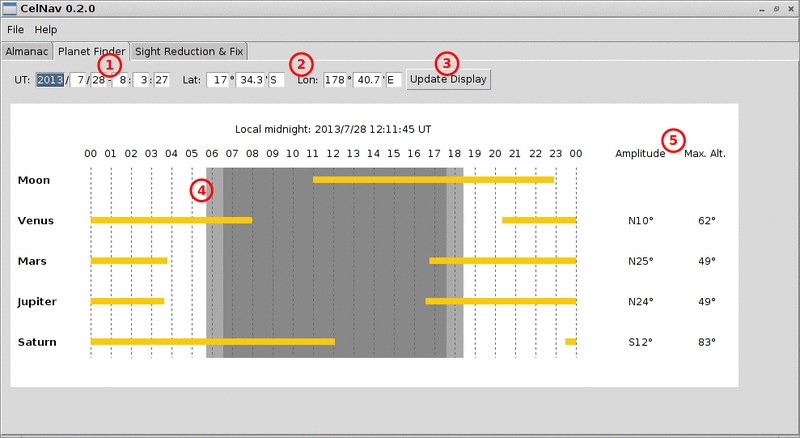 CelNav 0.2.0
File Help
Almanac Planet Finder Sight Reduction & Fix
1 2 3
UT: 2013 / 7 / 28 - 8 : 3 : 27 Lat: 17 ° 34.3 ' S Lon: 178 ° 40.7 ' E Update Display
Local midnight: 2013/7/28 12:11:45 UT
5
00 01 02 03 04 05 06 07 08 09 10 11 12 13 14 15 16 17 18 19 20 21 22 23 00 Amplitude Max. Alt.
Moon
4
Venus N10° 62°
Mars N25° 49°
Jupiter N24° 49°
Saturn S12° 83°